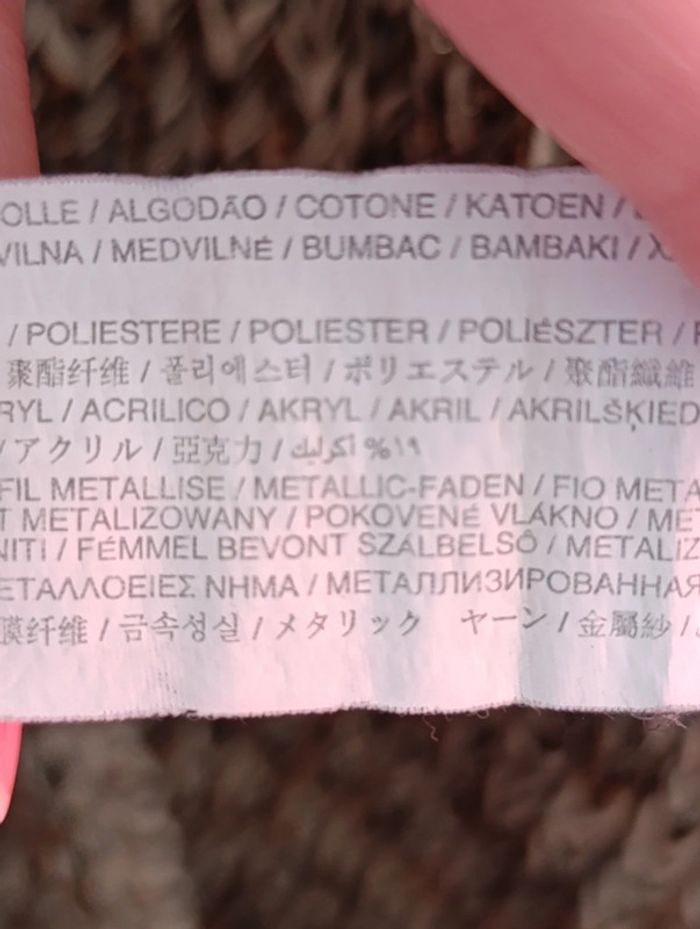 OLLE / ALGODÃO / COTONE / KATOEN /
VILNA / MEDVILNĖ / BUMBAC / BAMBAKI /
/ POLIESTERE / POLIESTER / POLIÉSZTER /
聚酯纤维 / 폴리에스터 / ポリエステル / 聚酯纖維
RYL / ACRILICO / AKRYL / AKRIL / AKRILŠĶIED
/ アクリル / 亞克力 / ١٩% أكرليك
FIL METALLISE / METALLIC-FADEN / FIO META
T METALIZOWANY / POKOVENÉ VLÁKNO / ME
NITI / FÉMMEL BEVONT SZÁLBELSŐ / METALIZ
ΕΤΑΛΛΟΕΙΕΣ ΝΗΜΑ / МЕТАЛЛИЗИРОВАННАЯ
膜纤维 / 금속성실 / メタリック ヤーン / 金屬紗 /